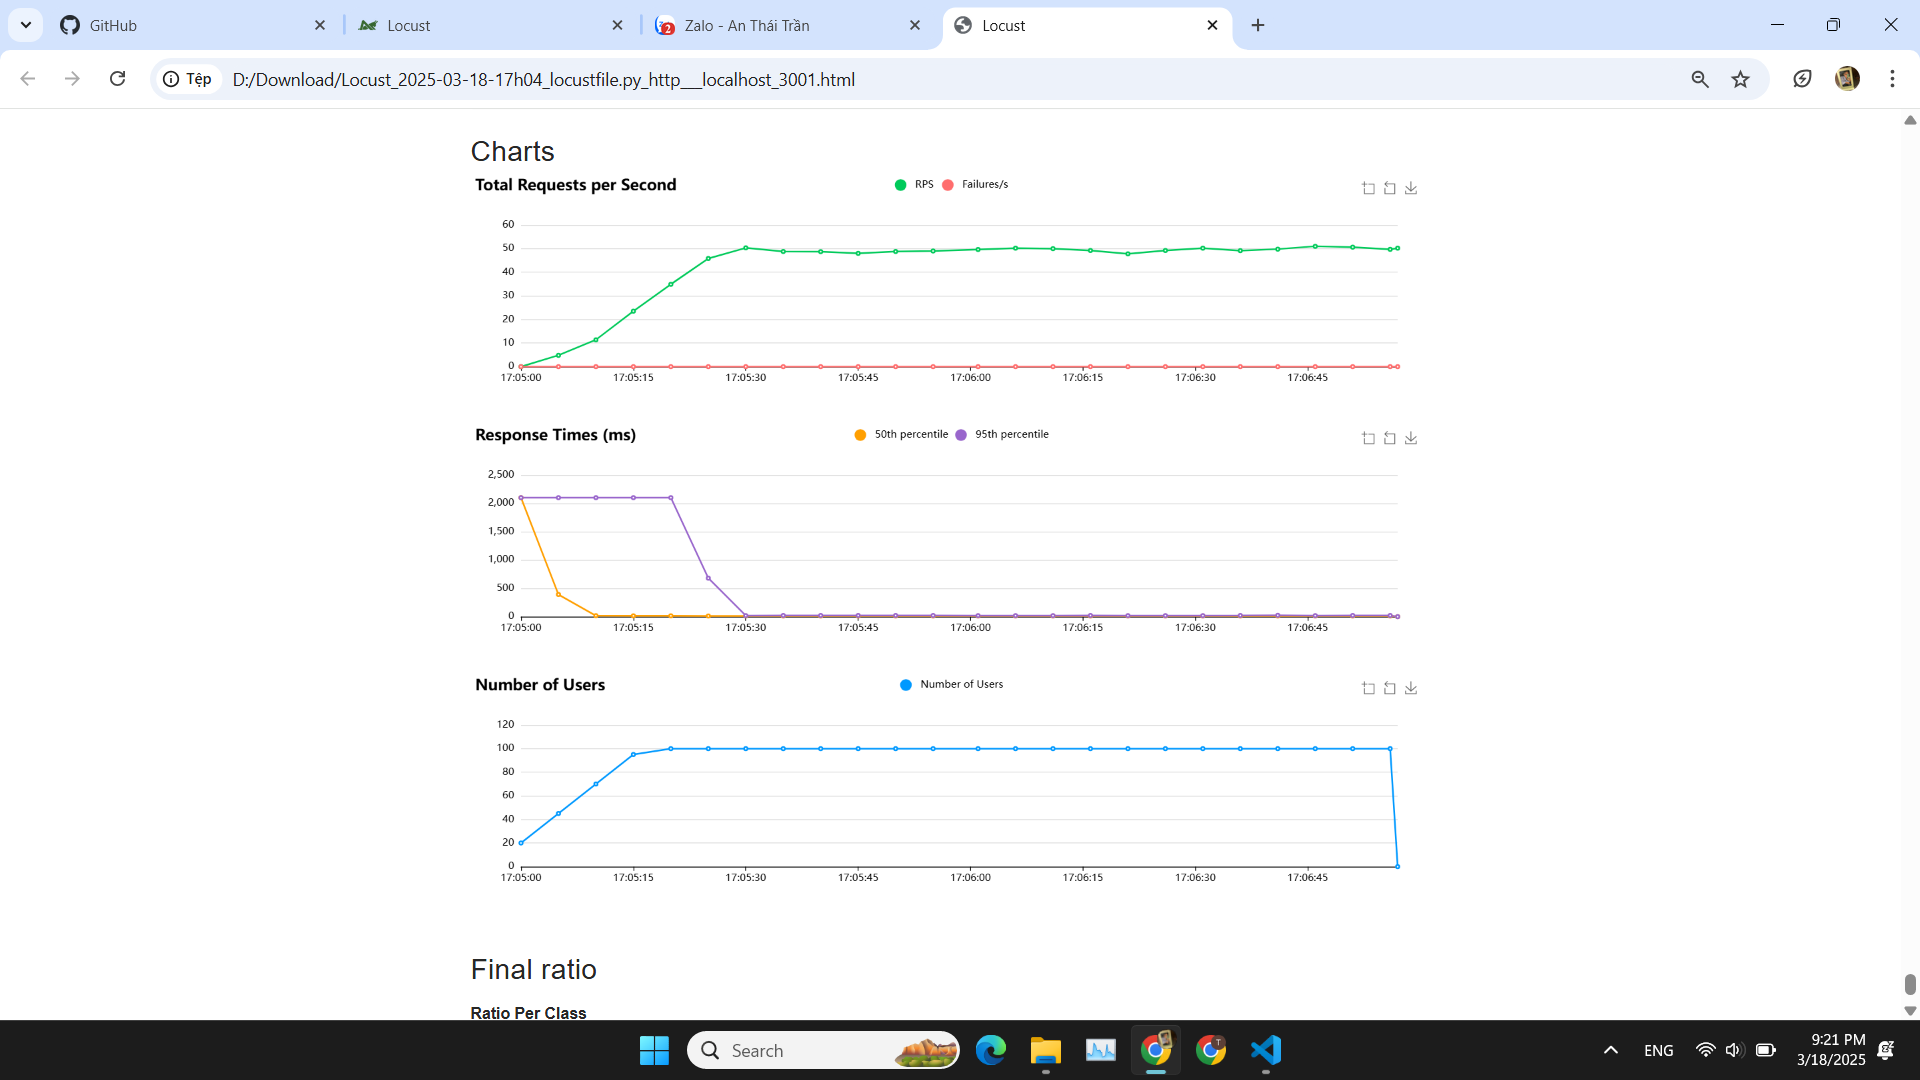 GitHub
Locust
Zalo - An Thái Trần
Locust
Tệp
D:/Download/Locust_2025-03-18-17h04_locustfile.py_http___localhost_3001.html
Charts
Total Requests per Second
RPS
Failures/s
60
50
40
30
20
10
0
17:05:00
17:05:15
17:05:30
17:05:45
17:06:00
17:06:15
17:06:30
17:06:45
Response Times (ms)
50th percentile
95th percentile
2,500
2,000
1,500
1,000
500
0
17:05:00
17:05:15
17:05:30
17:05:45
17:06:00
17:06:15
17:06:30
17:06:45
Number of Users
Number of Users
120
100
80
60
40
20
0
17:05:00
17:05:15
17:05:30
17:05:45
17:06:00
17:06:15
17:06:30
17:06:45
Final ratio
Ratio Per Class
Search
ENG
9:21 PM
3/18/2025